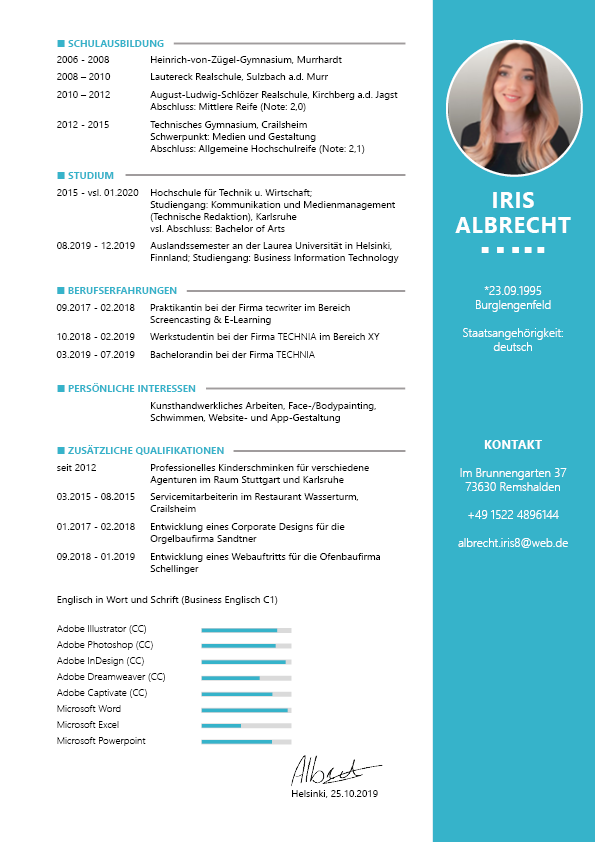 SCHULAUSBILDUNG
2006 - 2008 Heinrich-von-Zügel-Gymnasium, Murrhardt
2008 – 2010 Lautereck Realschule, Sulzbach a.d. Murr
2010 – 2012 August-Ludwig-Schlözer Realschule, Kirchberg a.d. Jagst
Abschluss: Mittlere Reife (Note: 2,0)
2012 - 2015 Technisches Gymnasium, Crailsheim
Schwerpunkt: Medien und Gestaltung
Abschluss: Allgemeine Hochschulreife (Note: 2,1)
STUDIUM
2015 - vsl. 01.2020 Hochschule für Technik u. Wirtschaft;
Studiengang: Kommunikation und Medienmanagement
(Technische Redaktion), Karlsruhe
vsl. Abschluss: Bachelor of Arts
08.2019 - 12.2019 Auslandssemester an der Laurea Universität in Helsinki,
Finnland; Studiengang: Business Information Technology
BERUFSERFAHRUNGEN
09.2017 - 02.2018 Praktikantin bei der Firma tecwriter im Bereich
Screencasting & E-Learning
10.2018 - 02.2019 Werkstudentin bei der Firma TECHNIA im Bereich XY
03.2019 - 07.2019 Bachelorandin bei der Firma TECHNIA
PERSÖNLICHE INTERESSEN
Kunsthandwerkliches Arbeiten, Face-/Bodypainting,
Schwimmen, Website- und App-Gestaltung
ZUSÄTZLICHE QUALIFIKATIONEN
seit 2012 Professionelles Kinderschminken für verschiedene
Agenturen im Raum Stuttgart und Karlsruhe
03.2015 - 08.2015 Servicemitarbeiterin im Restaurant Wasserturm,
Crailsheim
01.2017 - 02.2018 Entwicklung eines Corporate Designs für die
Orgelbaufirma Sandtner
09.2018 - 01.2019 Entwicklung eines Webauftritts für die Ofenbaufirma
Schellinger
Englisch in Wort und Schrift (Business Englisch C1)
Adobe Illustrator (CC)
Adobe Photoshop (CC)
Adobe InDesign (CC)
Adobe Dreamweaver (CC)
Adobe Captivate (CC)
Microsoft Word
Microsoft Excel
Microsoft Powerpoint
Albrecht
Helsinki, 25.10.2019
IRIS
ALBRECHT
*23.09.1995
Burglengenfeld
Staatsangehörigkeit:
deutsch
KONTAKT
Im Brunnengarten 37
73630 Remshalden
+49 1522 4896144
albrecht.iris8@web.de